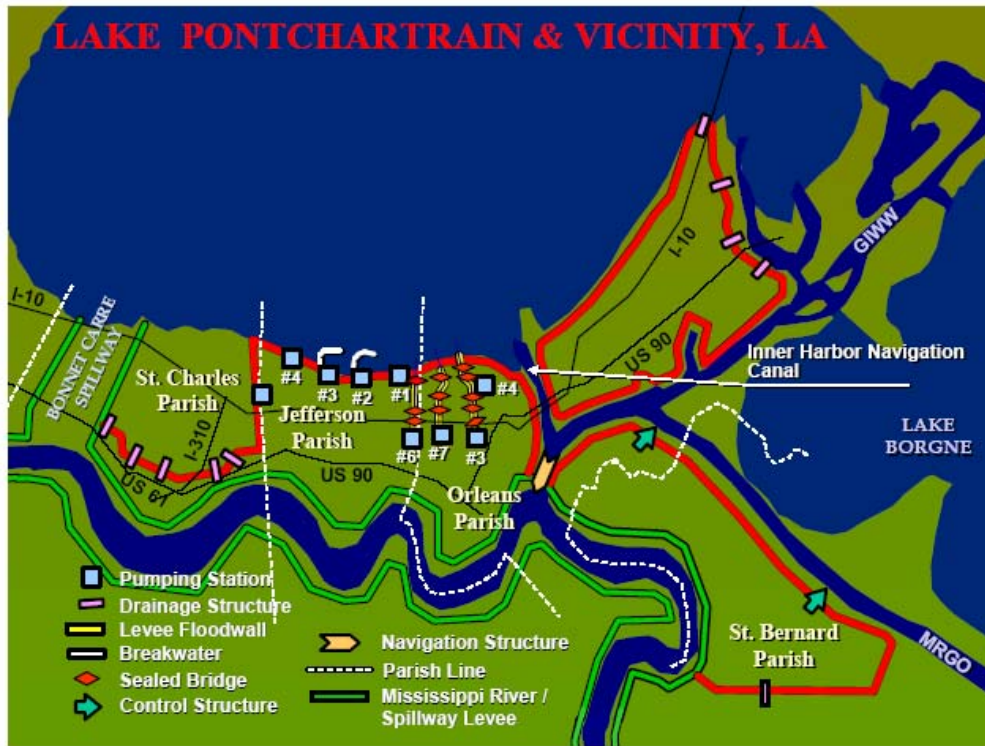 LAKE PONTCHARTRAIN & VICINITY, LA
I-10
GIWW
I-10
BONNET CARRE
SPILLWAY
US 90
Inner Harbor Navigation
Canal
St. Charles
Parish
#4
#3
#2
#1
#4
Jefferson
Parish
I-310
#6
#7
#3
LAKE
BORGNE
US 61
US 90
Orleans
Parish
Pumping Station
Drainage Structure
Levee Floodwall
Breakwater
Sealed Bridge
Control Structure
Navigation Structure
Parish Line
Mississippi River /
Spillway Levee
St. Bernard
Parish
MRGO